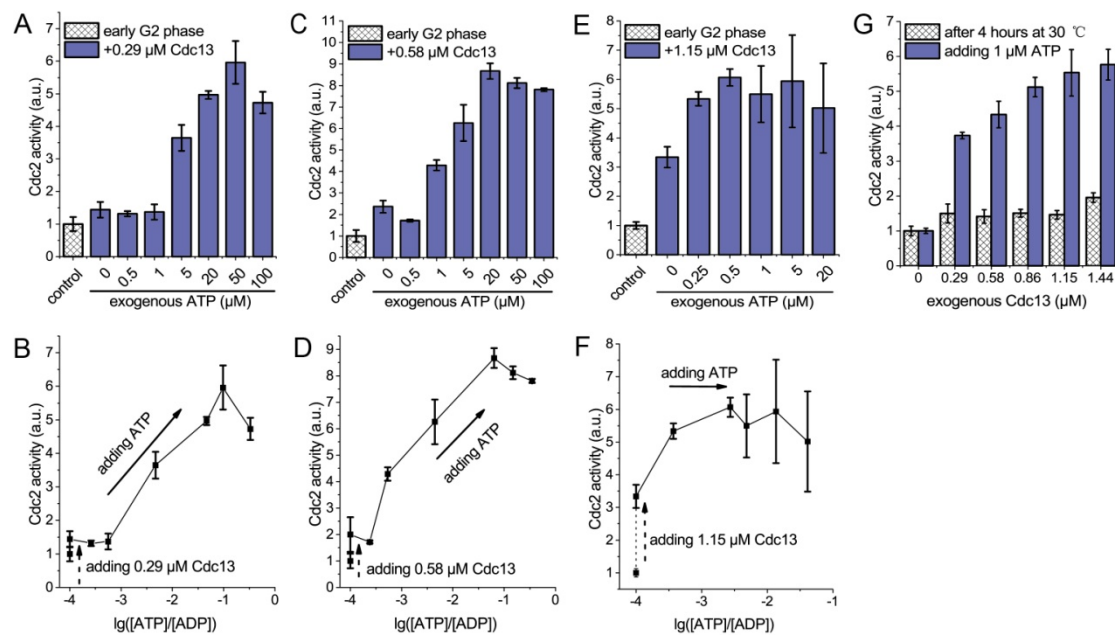 A
early G2 phase
+0.29 µM Cdc13
Cdc2 activity (a.u.)
7
6
5
4
3
2
1
0
control 0 0.5 1 5 20 50 100
exogenous ATP (µM)
C
early G2 phase
+0.58 µM Cdc13
Cdc2 activity (a.u.)
11
10
9
8
7
6
5
4
3
2
1
0
control 0 0.5 1 5 20 50 100
exogenous ATP (µM)
E
early G2 phase
+1.15 µM Cdc13
Cdc2 activity (a.u.)
9
8
7
6
5
4
3
2
1
0
control 0 0.25 0.5 1 5 20
exogenous ATP (µM)
G
after 4 hours at 30 ℃
adding 1 µM ATP
Cdc2 activity (a.u.)
7
6
5
4
3
2
1
0
0 0.29 0.58 0.86 1.15 1.44
exogenous Cdc13 (µM)
B
Cdc2 activity (a.u.)
7
6
5
4
3
2
1
0
adding ATP
adding 0.29 µM Cdc13
-4 -3 -2 -1 0
lg([ATP]/[ADP])
D
Cdc2 activity (a.u.)
9
8
7
6
5
4
3
2
1
0
adding ATP
adding 0.58 µM Cdc13
-4 -3 -2 -1 0
lg([ATP]/[ADP])
F
Cdc2 activity (a.u.)
8
7
6
5
4
3
2
1
adding ATP
adding 1.15 µM Cdc13
-4 -3 -2 -1 0
lg([ATP]/[ADP])